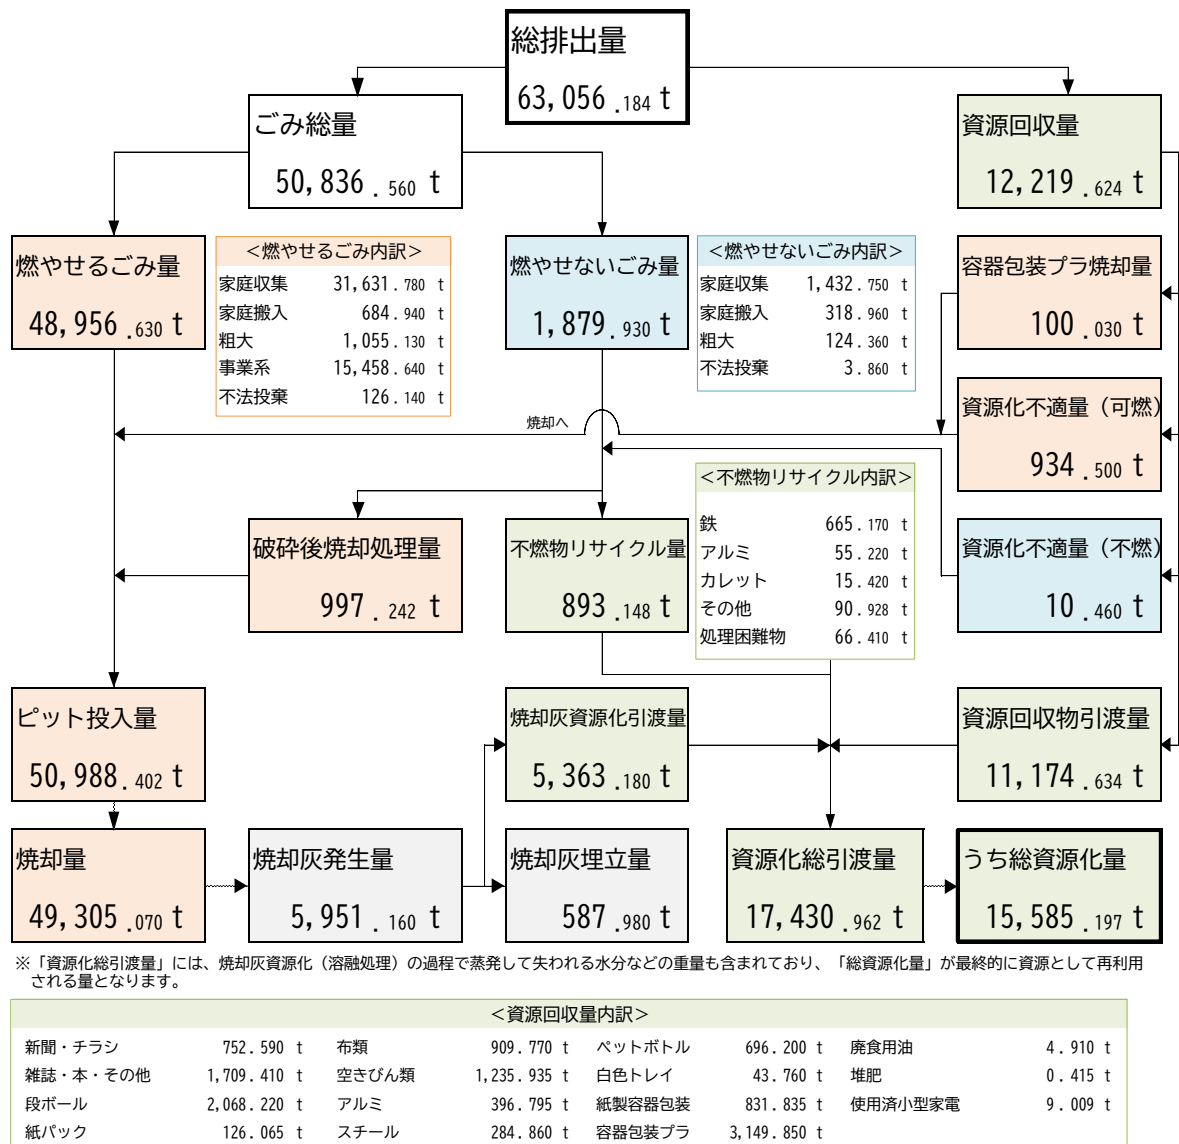 総排出量
63,056.184 t
ごみ総量
50,836.560 t
資源回収量
12,219.624 t
燃やせるごみ量
48,956.630 t
＜燃やせるごみ内訳＞
家庭収集 31,631.780 t
家庭搬入 684.940 t
粗大 1,055.130 t
事業系 15,458.640 t
不法投棄 126.140 t
燃やせないごみ量
1,879.930 t
＜燃やせないごみ内訳＞
家庭収集 1,432.750 t
家庭搬入 318.960 t
粗大 124.360 t
不法投棄 3.860 t
容器包装プラ焼却量
100.030 t
資源化不適量（可燃）
934.500 t
焼却へ
＜不燃物リサイクル内訳＞
鉄 665.170 t
アルミ 55.220 t
カレット 15.420 t
その他 90.928 t
処理困難物 66.410 t
破砕後焼却処理量
997.242 t
不燃物リサイクル量
893.148 t
資源化不適量（不燃）
10.460 t
ピット投入量
50,988.402 t
焼却灰資源化引渡量
5,363.180 t
資源回収物引渡量
11,174.634 t
焼却量
49,305.070 t
焼却灰発生量
5,951.160 t
焼却灰埋立量
587.980 t
資源化総引渡量
17,430.962 t
うち総資源化量
15,585.197 t
※「資源化総引渡量」には、焼却灰資源化（溶融処理）の過程で蒸発して失われる水分などの重量も含まれており、「総資源化量」が最終的に資源として再利用
される量となります。
＜資源回収量内訳＞
新聞・チラシ 752.590 t 布類 909.770 t ペットボトル 696.200 t 廃食用油 4.910 t
雑誌・本・その他 1,709.410 t 空きびん類 1,235.935 t 白色トレイ 43.760 t 堆肥 0.415 t
段ボール 2,068.220 t アルミ 396.795 t 紙製容器包装 831.835 t 使用済小型家電 9.009 t
紙パック 126.065 t スチール 284.860 t 容器包装プラ 3,149.850 t